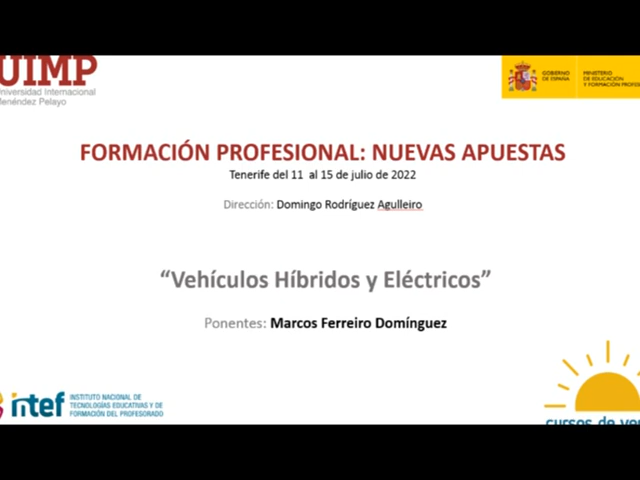 UIMP
Universidad Internacional
Menéndez Pelayo
GOBIERNO
DE ESPAÑA
MINISTERIO
DE EDUCACIÓN
Y FORMACIÓN PROFES
FORMACIÓN PROFESIONAL: NUEVAS APUESTAS
Tenerife del 11 al 15 de julio de 2022
Dirección: Domingo Rodríguez Agulleiro
“Vehículos Híbridos y Eléctricos”
Ponentes: Marcos Ferreiro Domínguez
intef
INSTITUTO NACIONAL DE
TECNOLOGÍAS EDUCATIVAS Y DE
FORMACIÓN DEL PROFESORADO
cursos de ver